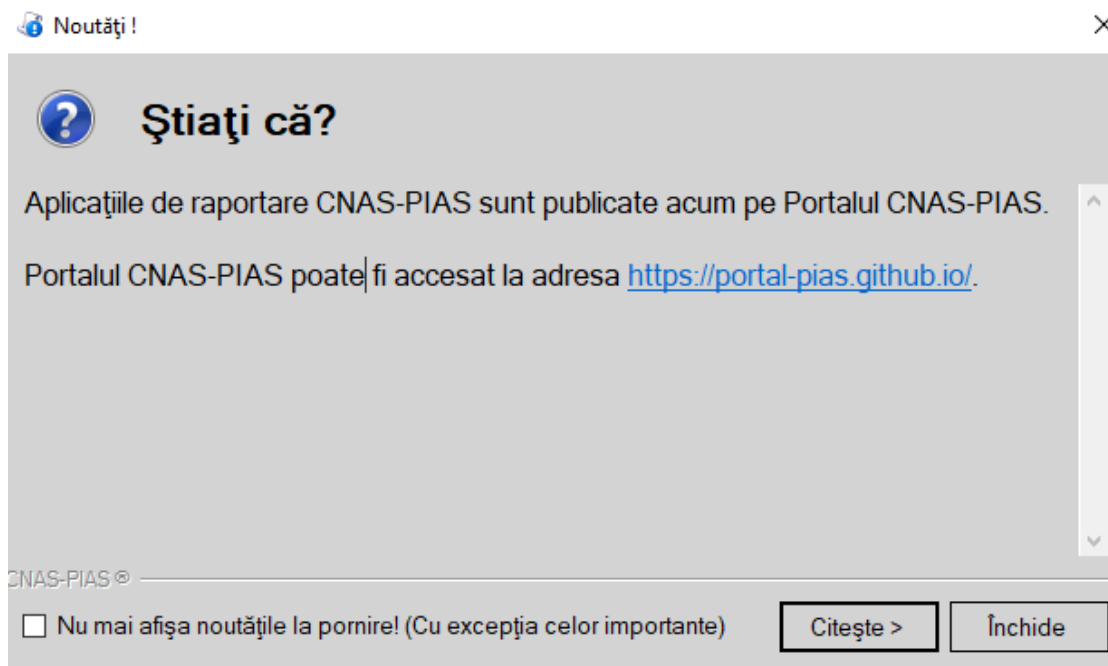 Noutăţi !
Ştiaţi că?
Aplicaţiile de raportare CNAS-PIAS sunt publicate acum pe Portalul CNAS-PIAS.
Portalul CNAS-PIAS poate fi accesat la adresa https://portal-pias.github.io/.
CNAS-PIAS ®
Nu mai afişa noutăţile la pornire! (Cu excepţia celor importante)
Citeşte >
Închide